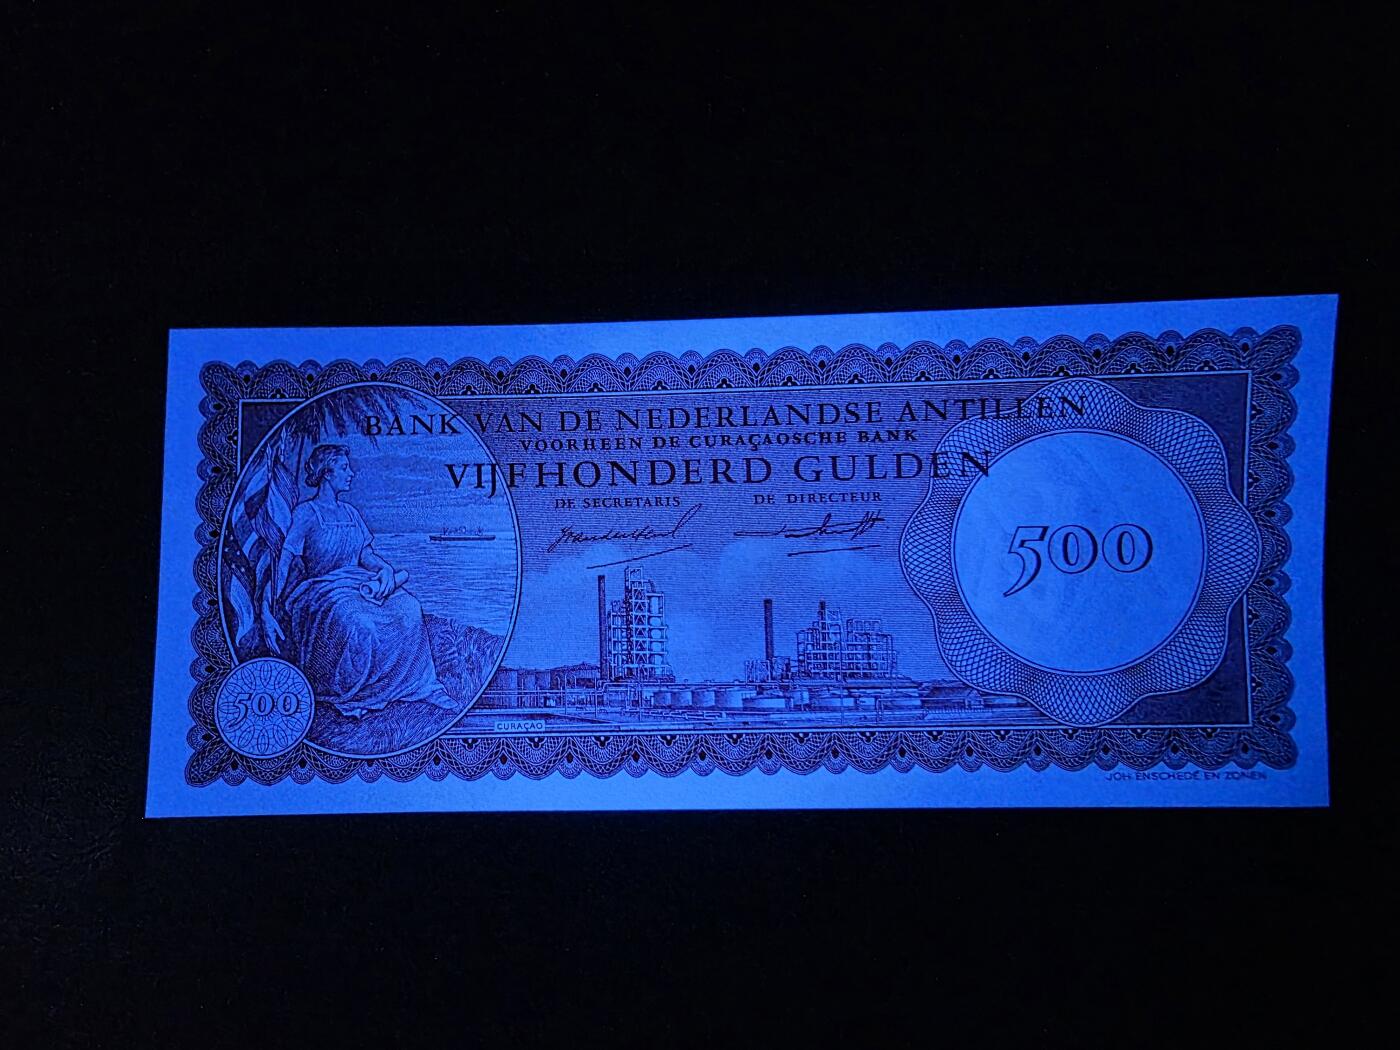 BANK VAN DE NEDERLANDSE ANTILLEN
VOORHEEN DE CURAÇAOSCHE BANK
VIJFHONDERD GULDEN
DE SECRETARIS DE DIRECTEUR
500
500
CURAÇAO
JOH. ENSCHEDÉ EN ZONEN